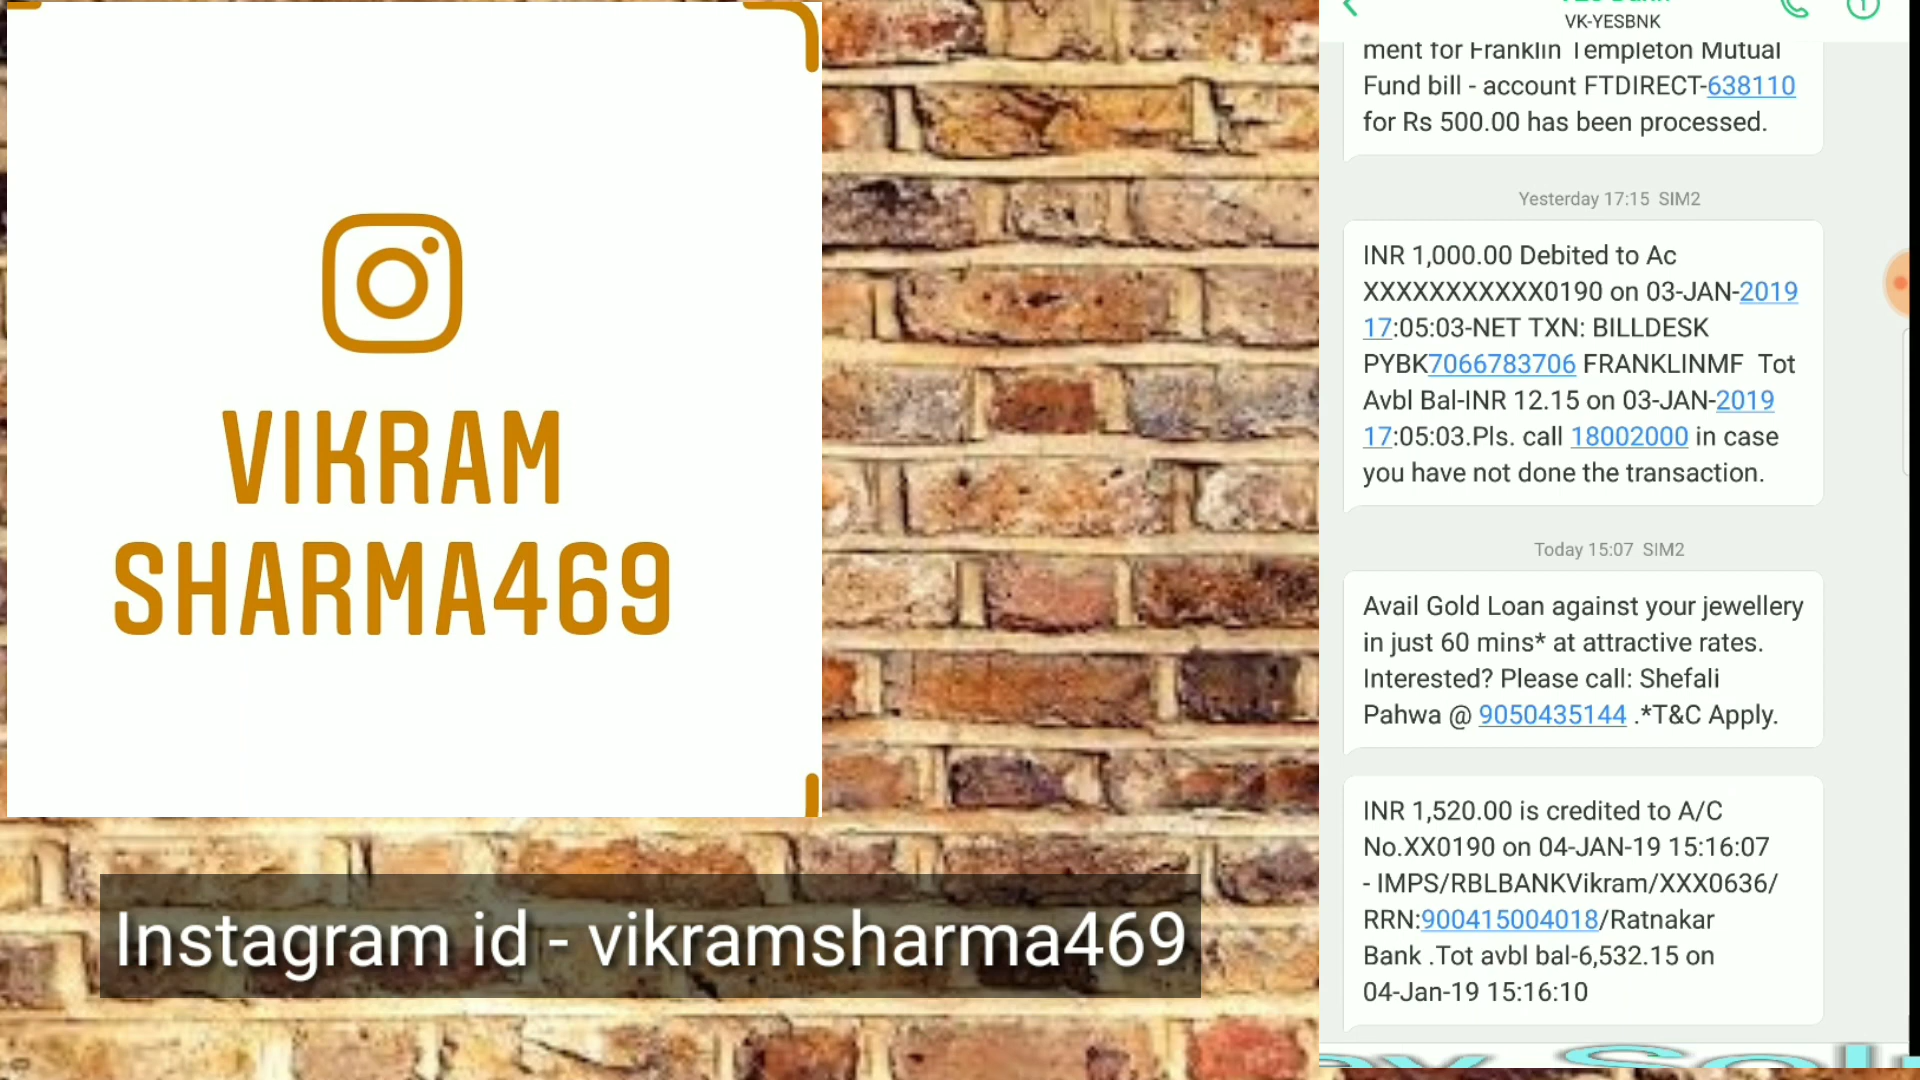 VIKRAM
SHARMA469
Instagram id - vikramsharma469
VK-YESBNK
ment for Franklin Templeton Mutual
Fund bill - account FTDIRECT-638110
for Rs 500.00 has been processed.
Yesterday 17:15 SIM2
INR 1,000.00 Debited to Ac
XXXXXXXXXXX0190 on 03-JAN-2019
17:05:03-NET TXN: BILLDESK
PYBK7066783706 FRANKLINMF Tot
Avbl Bal-INR 12.15 on 03-JAN-2019
17:05:03.Pls. call 18002000 in case
you have not done the transaction.
Today 15:07 SIM2
Avail Gold Loan against your jewellery
in just 60 mins* at attractive rates.
Interested? Please call: Shefali
Pahwa @ 9050435144 .*T&C Apply.
INR 1,520.00 is credited to A/C
No.XX0190 on 04-JAN-19 15:16:07
- IMPS/RBLBANKVikram/XXX0636/
RRN:900415004018/Ratnakar
Bank .Tot avbl bal-6,532.15 on
04-Jan-19 15:16:10